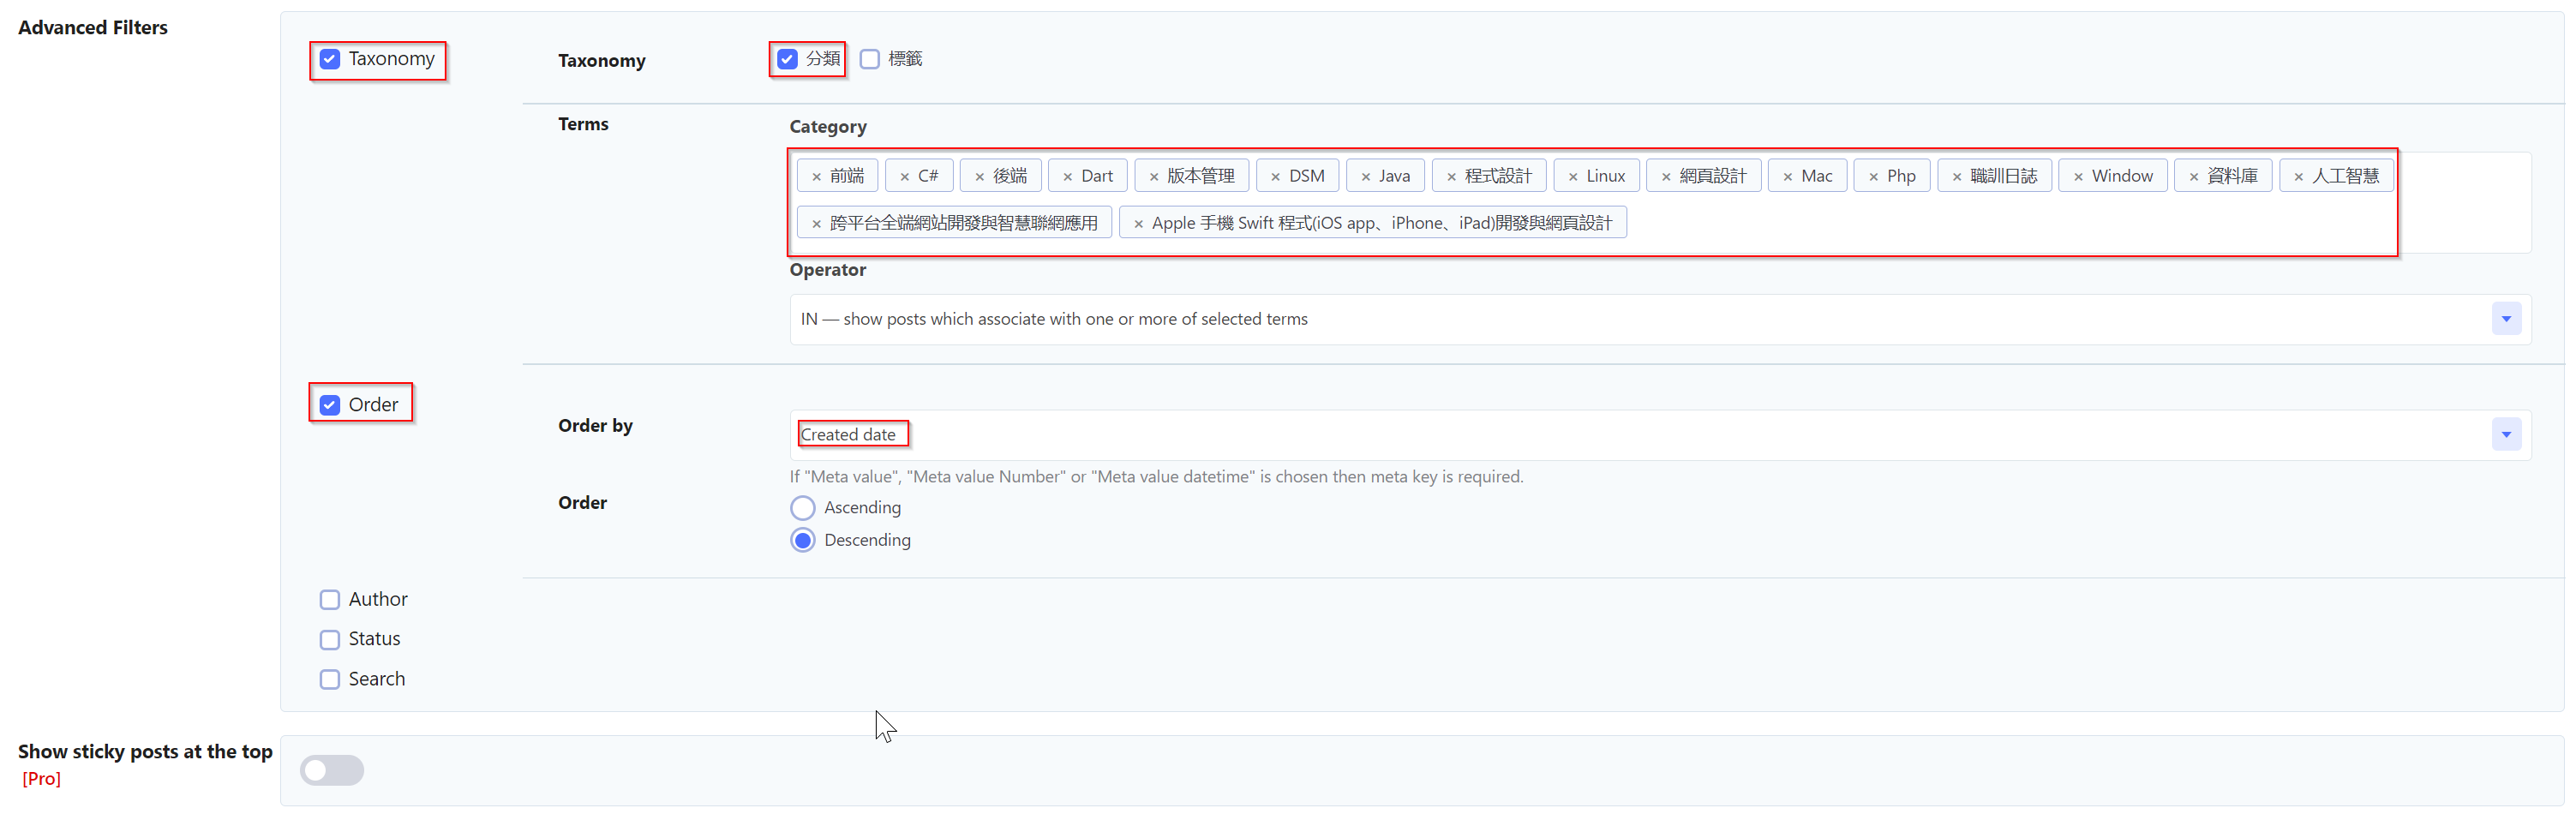 Advanced Filters
Taxonomy
Taxonomy
分類
標籤
Terms
Category
× 前端 × C# × 後端 × Dart × 版本管理 × DSM × Java × 程式設計 × Linux × 網頁設計 × Mac × Php × 職訓日誌 × Window × 資料庫 × 人工智慧
× 跨平台全端網站開發與智慧聯網應用 × Apple 手機 Swift 程式(iOS app、iPhone、iPad)開發與網頁設計
Operator
IN — show posts which associate with one or more of selected terms
Order
Order by
Created date
If "Meta value", "Meta value Number" or "Meta value datetime" is chosen then meta key is required.
Order
Ascending
Descending
Author
Status
Search
Show sticky posts at the top
[Pro]